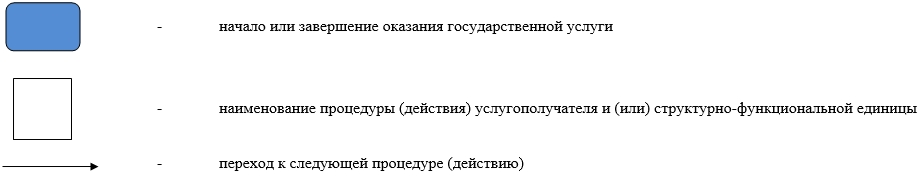 - начало или завершение оказания государственной услуги
- наименование процедуры (действия) услугополучателя и (или) структурно-функциональной единицы
- переход к следующей процедуре (действию)